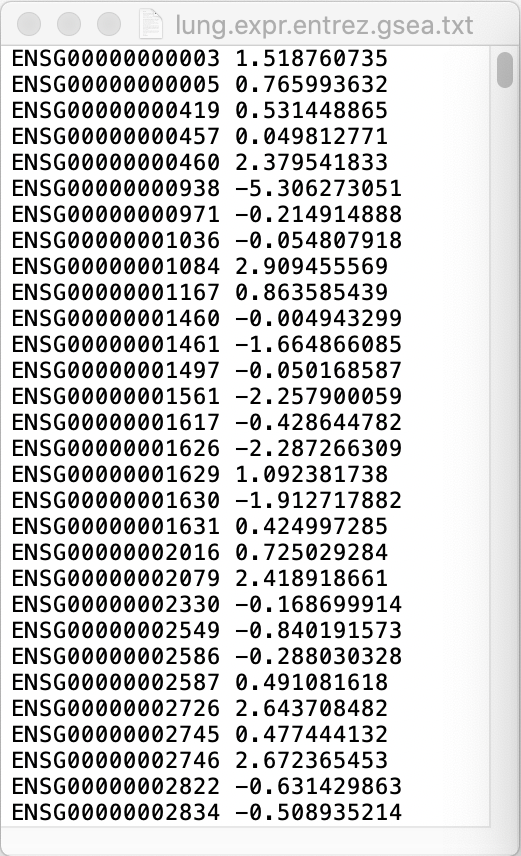 lung.expr.entrez.gsea.txt
ENSG00000000003 1.518760735
ENSG00000000005 0.765993632
ENSG00000000419 0.531448865
ENSG00000000457 0.049812771
ENSG00000000460 2.379541833
ENSG00000000938 -5.306273051
ENSG00000000971 -0.214914888
ENSG00000001036 -0.054807918
ENSG00000001084 2.909455569
ENSG00000001167 0.863585439
ENSG00000001460 -0.004943299
ENSG00000001461 -1.664866085
ENSG00000001497 -0.050168587
ENSG00000001561 -2.257900059
ENSG00000001617 -0.428644782
ENSG00000001626 -2.287266309
ENSG00000001629 1.092381738
ENSG00000001630 -1.912717882
ENSG00000001631 0.424997285
ENSG00000002016 0.725029284
ENSG00000002079 2.418918661
ENSG00000002330 -0.168699914
ENSG00000002549 -0.840191573
ENSG00000002586 -0.288030328
ENSG00000002587 0.491081618
ENSG00000002726 2.643708482
ENSG00000002745 0.477444132
ENSG00000002746 2.672365453
ENSG00000002822 -0.631429863
ENSG00000002834 -0.508935214